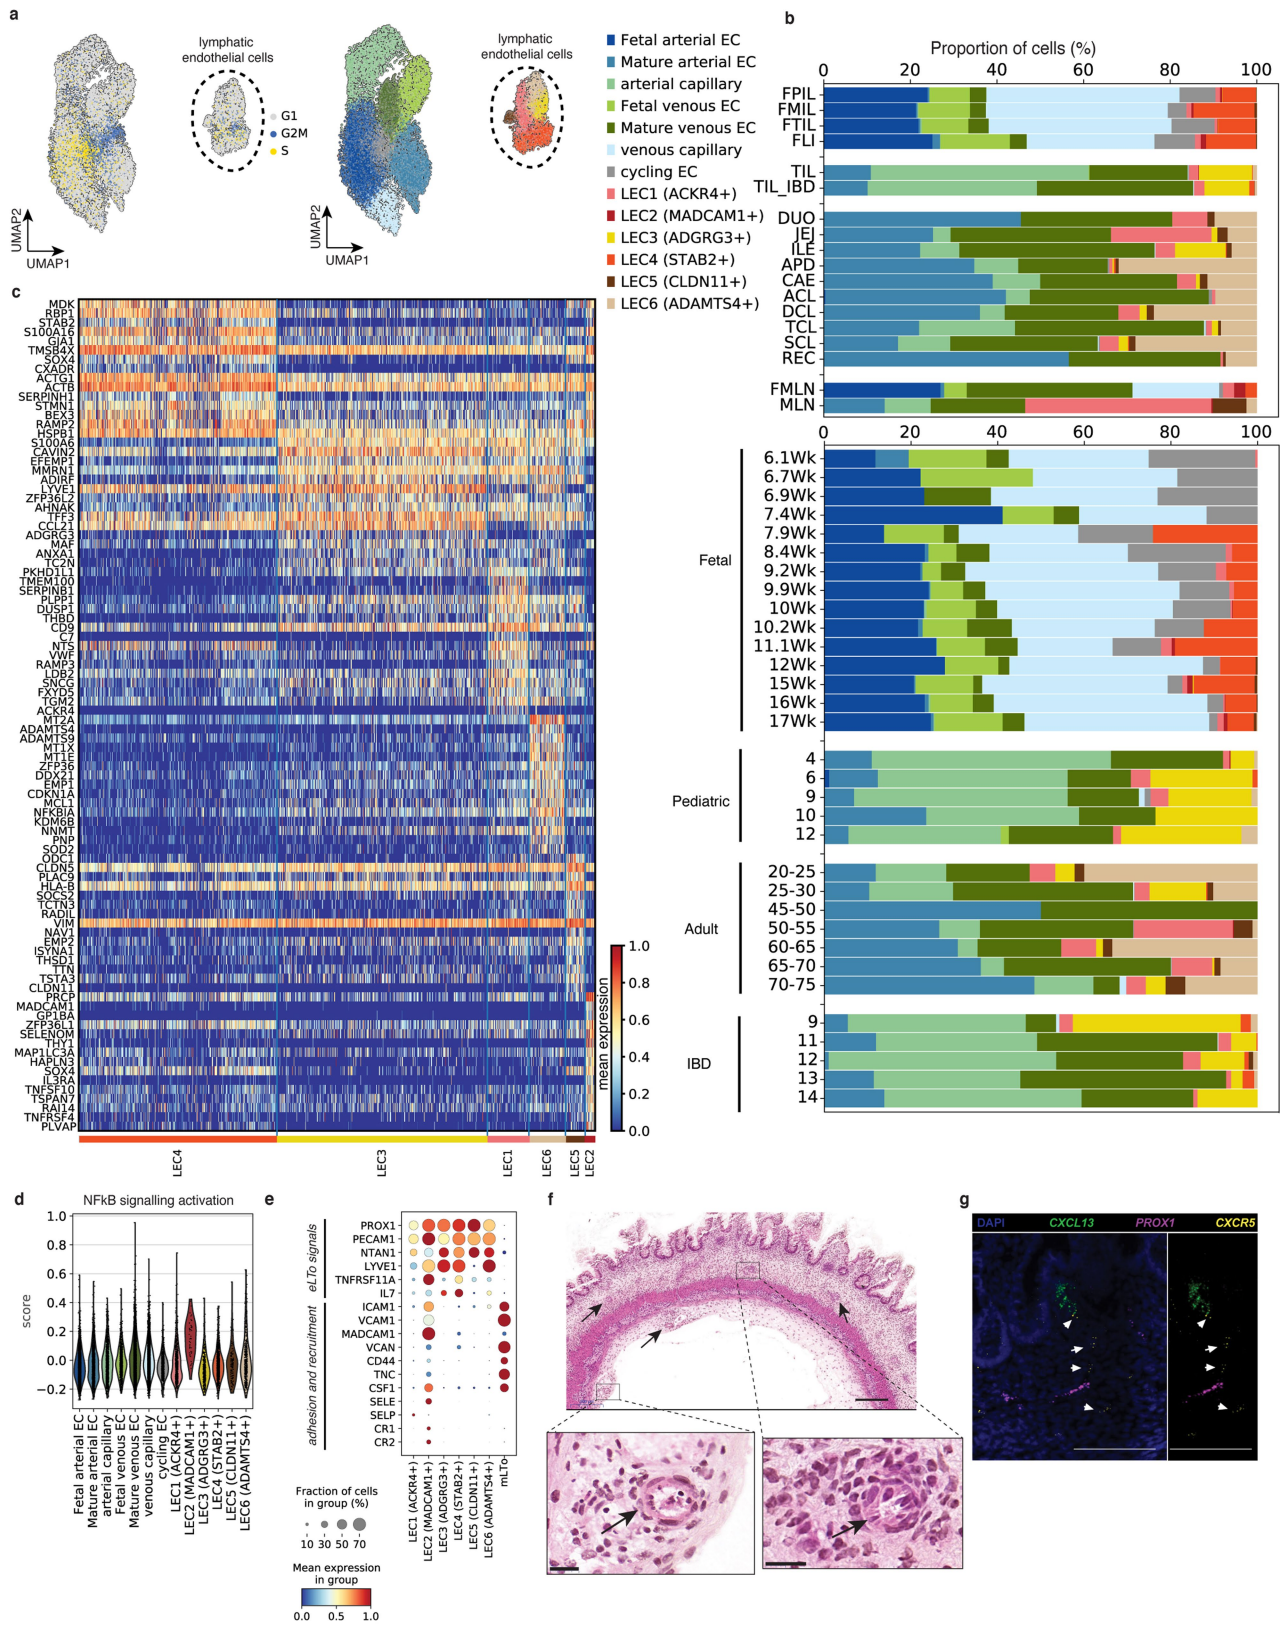 a
lymphatic
endothelial cells
G1
G2M
S
UMAP2
UMAP1
lymphatic
endothelial cells
UMAP2
UMAP1
Fetal arterial EC
Mature arterial EC
arterial capillary
Fetal venous EC
Mature venous EC
venous capillary
cycling EC
LEC1 (ACKR4+)
LEC2 (MADCAM1+)
LEC3 (ADGRG3+)
LEC4 (STAB2+)
LEC5 (CLDN11+)
LEC6 (ADAMTS4+)
b
Proportion of cells (%)
0 20 40 60 80 100
FPIL
FMIL
FTIL
FLI
TIL
TIL_IBD
DUO
JEJ
ILE
APD
CAE
ACL
DCL
TCL
SCL
REC
FMLN
MLN
0 20 40 60 80 100
Fetal
6.1Wk
6.7Wk
6.9Wk
7.4Wk
7.9Wk
8.4Wk
9.2Wk
9.9Wk
10Wk
10.2Wk
11.1Wk
12Wk
15Wk
16Wk
17Wk
Pediatric
4
6
9
10
12
Adult
20-25
25-30
45-50
50-55
60-65
65-70
70-75
IBD
9
11
12
13
14
c
MDK
RBP1
STAB2
S100A16
GJA1
TMSB4X
SOX4
CXADR
ACTG1
ACTB
SERPINH1
STMN1
BEX3
RAMP2
HSPB1
S100A6
CAVIN2
EFEMP1
MMRN1
ADIRF
LYVE1
ZFP36L2
AHNAK
TFF3
CCL21
ADGRG3
MAF
ANXA1
TC2N
PKHD1L1
TMEM100
SERPINB1
PLPP1
DUSP1
THBD
CD9
C7
NTS
VWF
RAMP3
LDB2
SNCG
FXYD5
TGM2
ACKR4
MT2A
ADAMTS4
ADAMTS9
MT1X
MT1E
ZFP36
DDX21
EMP1
CDKN1A
MCL1
NFKBIA
KDM6B
NNMT
PNP
SOD2
ODC1
CLDN5
PLAC9
HLA-B
SOCS2
TCTN3
RADIL
VIM
NAV1
EMP2
ISYNA1
THSD1
TTN
TSTA3
CLDN11
PRCP
MADCAM1
GP1BA
ZFP36L1
SELENOM
THY1
MAP1LC3A
HAPLN3
SOX4
IL3RA
TNFSF10
TSPAN7
RAI14
TNFRSF4
PLVAP
LEC4
LEC3
LEC1
LEC6
LEC5
LEC2
mean expression
1.0
0.8
0.6
0.4
0.2
0.0
d
NFkB signalling activation
score
1.0
0.8
0.6
0.4
0.2
0.0
−0.2
Fetal arterial EC
Mature arterial EC
arterial capillary
Fetal venous EC
Mature venous EC
venous capillary
cycling EC
LEC1 (ACKR4+)
LEC2 (MADCAM1+)
LEC3 (ADGRG3+)
LEC4 (STAB2+)
LEC5 (CLDN11+)
LEC6 (ADAMTS4+)
e
eLTo signals
PROX1
PECAM1
NTAN1
LYVE1
TNFRSF11A
IL7
adhesion and recruitment
ICAM1
VCAM1
MADCAM1
VCAN
CD44
TNC
CSF1
SELE
SELP
CR1
CR2
LEC1 (ACKR4+)
LEC2 (MADCAM1+)
LEC3 (ADGRG3+)
LEC4 (STAB2+)
LEC5 (CLDN11+)
LEC6 (ADAMTS4+)
mLTo
Fraction of cells
in group (%)
10 30 50 70
Mean expression
in group
0.0 0.5 1.0
f
g
DAPI CXCL13 PROX1 CXCR5